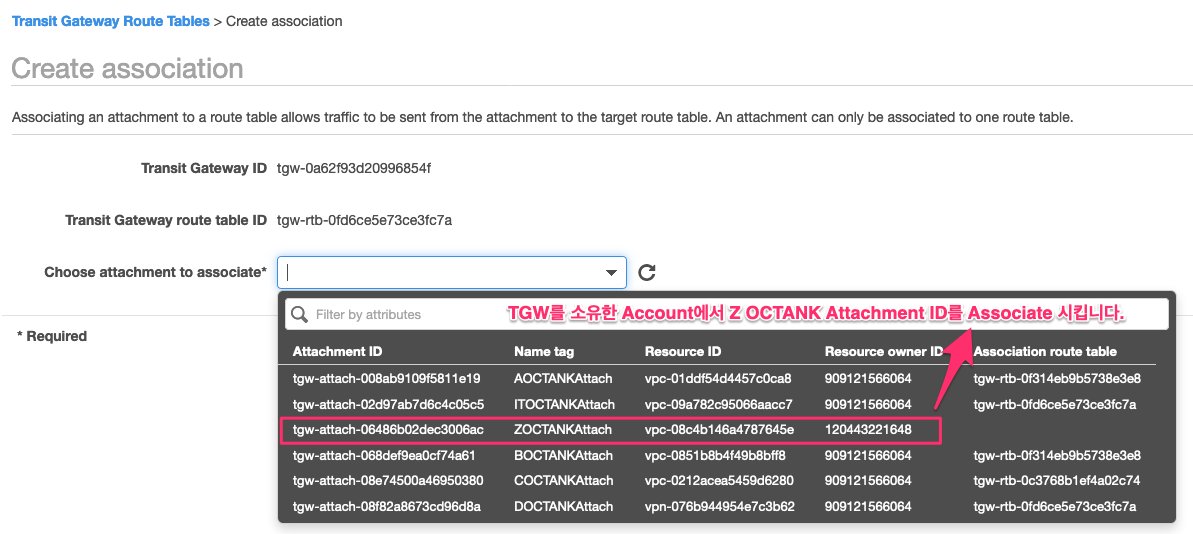 Transit Gateway Route Tables > Create association
Create association
Associating an attachment to a route table allows traffic to be sent from the attachment to the target route table. An attachment can only be associated to one route table.
Transit Gateway ID tgw-0a62f93d20996854f
Transit Gateway route table ID tgw-rtb-0fd6ce5e73ce3fc7a
Choose attachment to associate*
Filter by attributes TGW를 소유한 Account에서 Z OCTANK Attachment ID를 Associate 시킵니다.
* Required
Attachment ID Name tag Resource ID Resource owner ID Association route table
tgw-attach-008ab9109f5811e19 AOCTANKAttach vpc-01ddf54d4457c0ca8 909121566064 tgw-rtb-0f314eb9b5738e3e8
tgw-attach-02d97ab7d6c4c05c5 ITOCTANKAttach vpc-09a782c95066aacc7 909121566064 tgw-rtb-0fd6ce5e73ce3fc7a
tgw-attach-06486b02dec3006ac ZOCTANKAttach vpc-08c4b146a4787645e 120443221648
tgw-attach-068def9ea0cf74a61 BOCTANKAttach vpc-0851b8b4f49b8bff8 909121566064 tgw-rtb-0f314eb9b5738e3e8
tgw-attach-08e74500a46950380 COCTANKAttach vpc-0212acea5459d6280 909121566064 tgw-rtb-0c3768b1ef4a02c74
tgw-attach-08f82a8673cd96d8a DOCTANKAttach vpn-076b944954e7c3b62 909121566064 tgw-rtb-0fd6ce5e73ce3fc7a